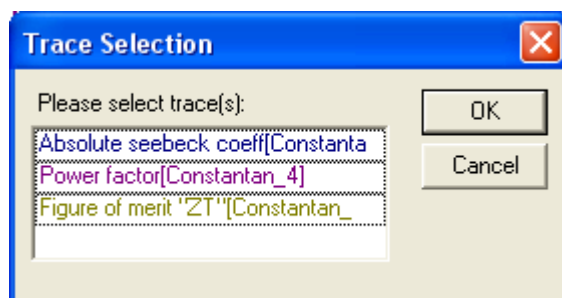 Trace Selection
Please select trace(s):
OK
Absolute seebeck coeff[Constanta
Cancel
Power factor[Constantan_4]
Figure of merit "ZT"[Constantan_